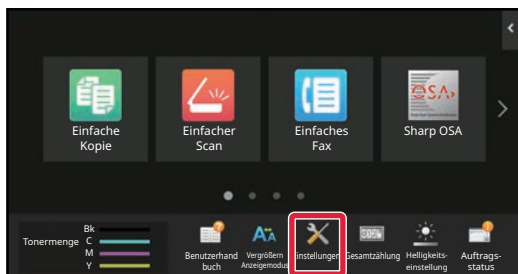 Einfache
Kopie
Einfacher
Scan
Einfaches
Fax
Sharp OSA
OSA
Tonermenge
Bk
C
M
Y
Benutzerhand
buch
Vergrößern
Anzeigemodus
Einstellungen
Gesamtzählung
Helligkeits-
einstellung
Auftrags-
status